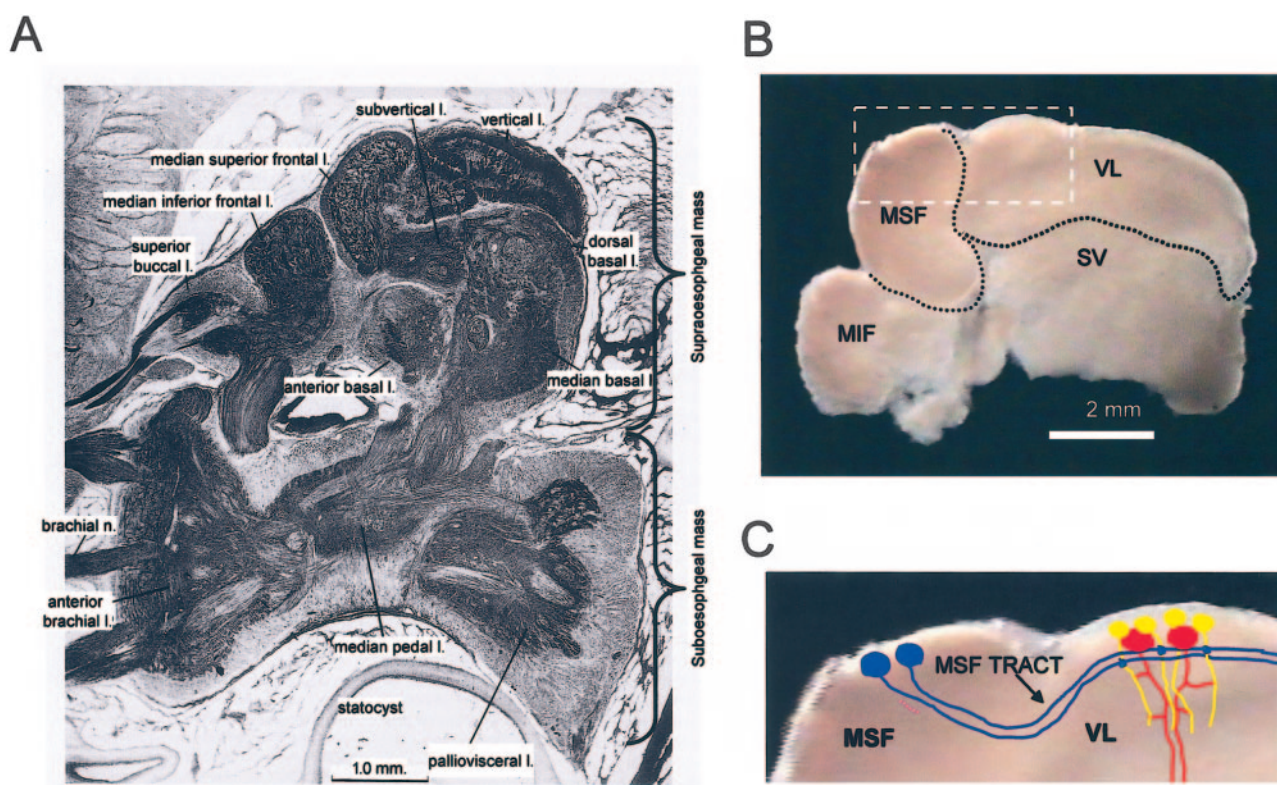 A
subvertical l.
vertical l.
median superior frontal l.
median inferior frontal l.
superior
buccal l.
dorsal
basal l.
anterior basal l.
median basal l
Supraoesophgeal mass
brachial n.
anterior
brachial l.
median pedal l.
statocyst
palliovisceral l.
1.0 mm.
Suboesophgeal mass
B
VL
MSF
SV
MIF
2 mm
C
MSF TRACT
MSF
VL